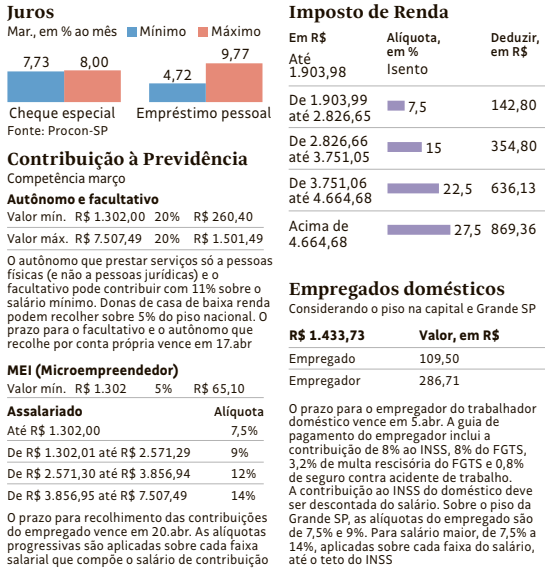 Juros
Mar., em % ao mês Mínimo Máximo
7,73 8,00 4,72 9,77
Cheque especial Empréstimo pessoal
Fonte: Procon-SP
Contribuição à Previdência
Competência março
Autônomo e facultativo
Valor mín. R$ 1.302,00 20% R$ 260,40
Valor máx. R$ 7.507,49 20% R$ 1.501,49
O autônomo que prestar serviços só a pessoas
físicas (e não a pessoas jurídicas) e o
facultativo pode contribuir com 11% sobre o
salário mínimo. Donas de casa de baixa renda
podem recolher sobre 5% do piso nacional. O
prazo para o facultativo e o autônomo que
recolhe por conta própria vence em 17.abr
MEI (Microempreendedor)
Valor mín. R$ 1.302 5% R$ 65,10
Assalariado Alíquota
Até R$ 1.302,00 7,5%
De R$ 1.302,01 até R$ 2.571,29 9%
De R$ 2.571,30 até R$ 3.856,94 12%
De R$ 3.856,95 até R$ 7.507,49 14%
O prazo para recolhimento das contribuições
do empregado vence em 20.abr. As alíquotas
progressivas são aplicadas sobre cada faixa
salarial que compõe o salário de contribuição
Imposto de Renda
Em R$ Alíquota, em % Deduzir, em R$
Até
1.903,98 Isento
De 1.903,99
até 2.826,65 7,5 142,80
De 2.826,66
até 3.751,05 15 354,80
De 3.751,06
até 4.664,68 22,5 636,13
Acima de
4.664,68 27,5 869,36
Empregados domésticos
Considerando o piso na capital e Grande SP
R$ 1.433,73 Valor, em R$
Empregado 109,50
Empregador 286,71
O prazo para o empregador do trabalhador
doméstico vence em 5.abr. A guia de
pagamento do empregador inclui a
contribuição de 8% ao INSS, 8% do FGTS,
3,2% de multa rescisória do FGTS e 0,8%
de seguro contra acidente de trabalho.
A contribuição ao INSS do doméstico deve
ser descontada do salário. Sobre o piso da
Grande SP, as alíquotas do empregado são
de 7,5% e 9%. Para salário maior, de 7,5% a
14%, aplicadas sobre cada faixa do salário,
até o teto do INSS